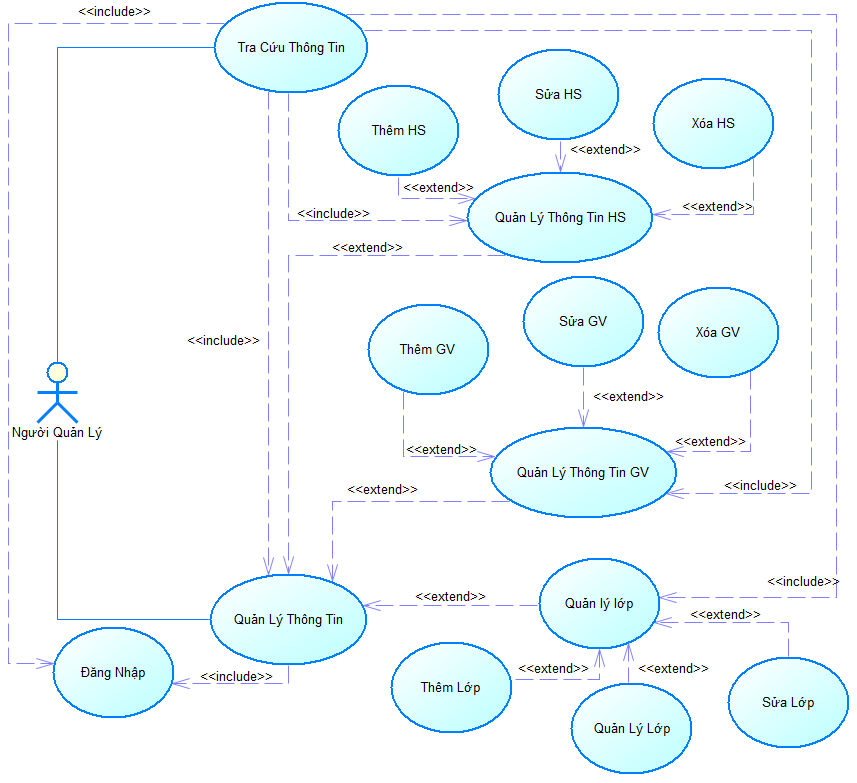 <<include>>
Tra Cứu Thông Tin
Sửa HS
Thêm HS
Xóa HS
<<extend>>
<<extend>>
<<extend>>
<<include>>
Quản Lý Thông Tin HS
<<extend>>
Sửa GV
Xóa GV
<<include>>
Thêm GV
<<extend>>
Người Quản Lý
<<extend>>
<<extend>>
Quản Lý Thông Tin GV
<<extend>>
<<include>>
<<include>>
<<extend>>
Quản lý lớp
<<extend>>
Quản Lý Thông Tin
Đăng Nhập
<<include>>
<<extend>>
<<extend>>
Thêm Lớp
Quản Lý Lớp
Sửa Lớp